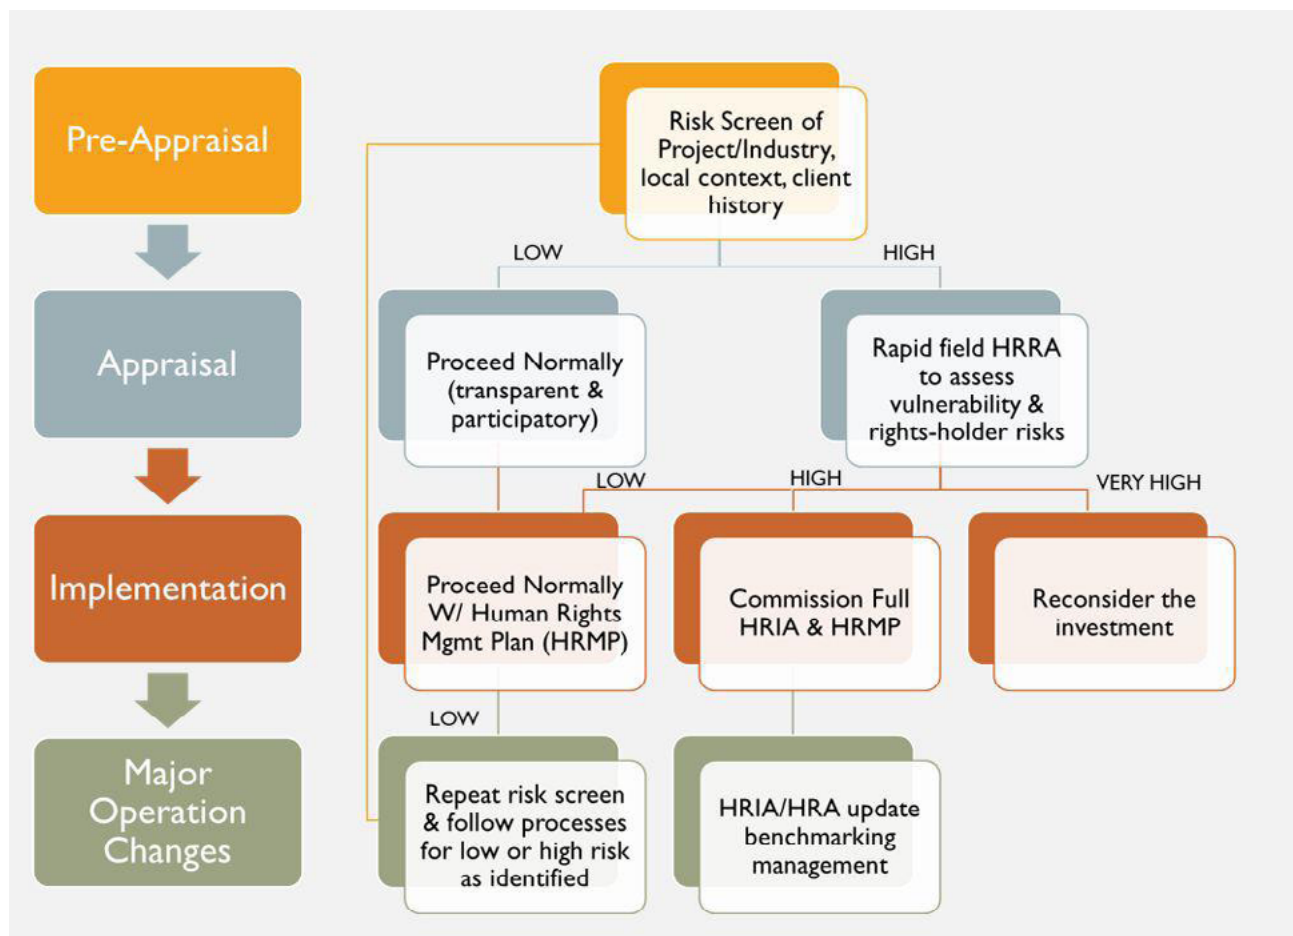 Pre-Appraisal
Risk Screen of
Project/Industry,
local context, client
history
LOW
HIGH
Appraisal
Proceed Normally
(transparent &
participatory)
Rapid field HRRA
to assess
vulnerability &
rights-holder risks
LOW
HIGH
VERY HIGH
Implementation
Proceed Normally
W/ Human Rights
Mgmt Plan (HRMP)
Commission Full
HRIA & HRMP
Reconsider the
investment
LOW
Major
Operation
Changes
Repeat risk screen
& follow processes
for low or high risk
as identified
HRIA/HRA update
benchmarking
management